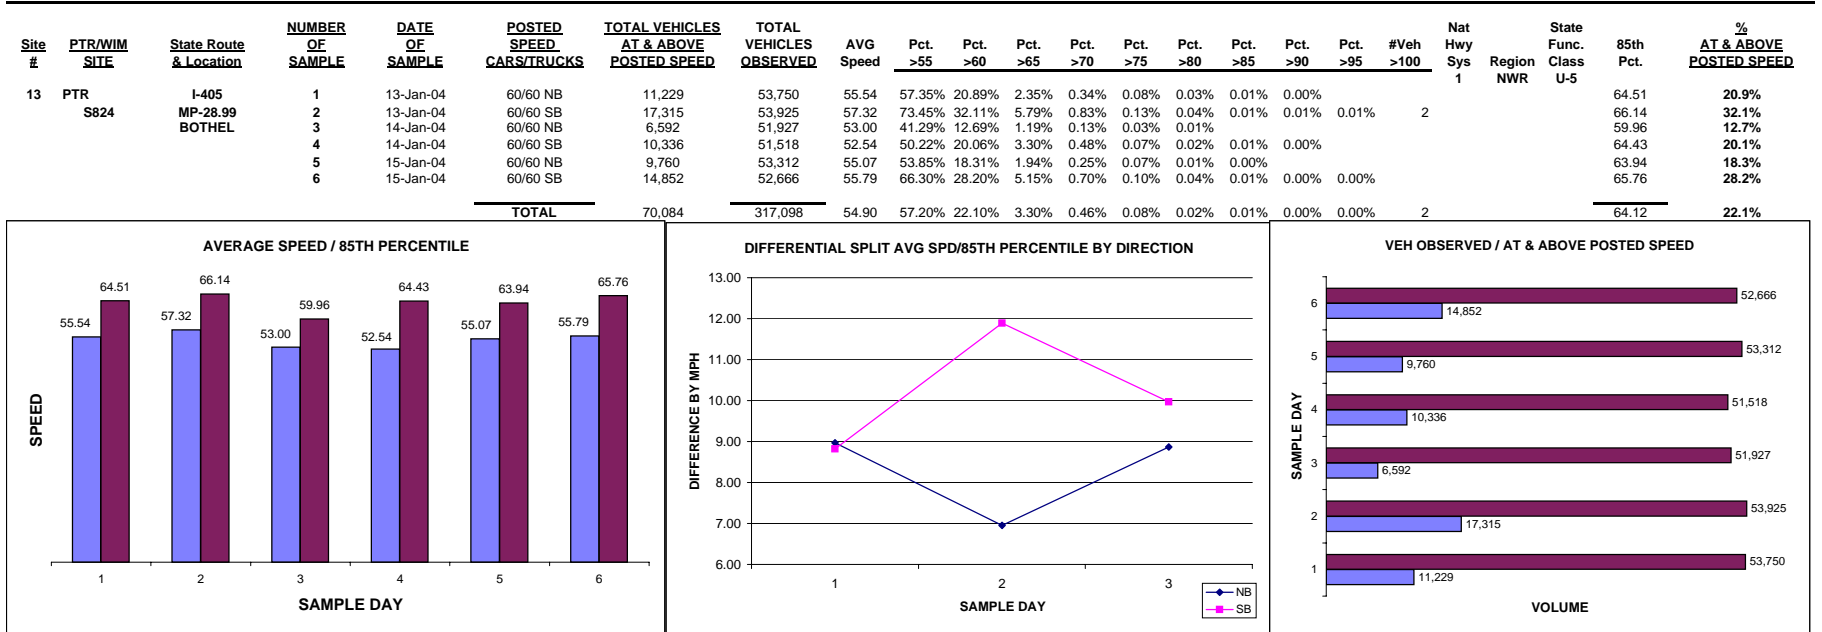 NUMBER DATE POSTED TOTAL VEHICLES TOTAL Nat State %
Site PTR/WIM State Route OF OF SPEED AT & ABOVE VEHICLES AVG Pct. Pct. Pct. Pct. Pct. Pct. Pct. Pct. Pct. #Veh Hwy Func. 85th AT & ABOVE
# SITE & Location SAMPLE SAMPLE CARS/TRUCKS POSTED SPEED OBSERVED Speed >55 >60 >65 >70 >75 >80 >85 >90 >95 >100 Sys Region Class Pct. POSTED SPEED
1 NWR U-5
13 PTR I-405 1 13-Jan-04 60/60 NB 11,229 53,750 55.54 57.35% 20.89% 2.35% 0.34% 0.08% 0.03% 0.01% 0.00% 64.51 20.9%
S824 MP-28.99 2 13-Jan-04 60/60 SB 17,315 53,925 57.32 73.45% 32.11% 5.79% 0.83% 0.13% 0.04% 0.01% 0.01% 0.01% 2 66.14 32.1%
BOTHEL 3 14-Jan-04 60/60 NB 6,592 51,927 53.00 41.29% 12.69% 1.19% 0.13% 0.03% 0.01% 59.96 12.7%
4 14-Jan-04 60/60 SB 10,336 51,518 52.54 50.22% 20.06% 3.30% 0.48% 0.07% 0.02% 0.01% 0.00% 64.43 20.1%
5 15-Jan-04 60/60 NB 9,760 53,312 55.07 53.85% 18.31% 1.94% 0.25% 0.07% 0.01% 0.00% 63.94 18.3%
6 15-Jan-04 60/60 SB 14,852 52,666 55.79 66.30% 28.20% 5.15% 0.70% 0.10% 0.04% 0.01% 0.00% 0.00% 65.76 28.2%
TOTAL 70,084 317,098 54.90 57.20% 22.10% 3.30% 0.46% 0.08% 0.02% 0.01% 0.00% 0.00% 2 64.12 22.1%
AVERAGE SPEED / 85TH PERCENTILE
SPEED
55.54 64.51 57.32 66.14 53.00 59.96 52.54 64.43 55.07 63.94 55.79 65.76
1 2 3 4 5 6
SAMPLE DAY
DIFFERENTIAL SPLIT AVG SPD/85TH PERCENTILE BY DIRECTION
DIFFERENCE BY MPH
13.00
12.00
11.00
10.00
9.00
8.00
7.00
6.00
1 2 3
SAMPLE DAY
NB
SB
VEH OBSERVED / AT & ABOVE POSTED SPEED
SAMPLE DAY
6 52,666
14,852
5 53,312
9,760
4 51,518
10,336
3 51,927
6,592
2 53,925
17,315
1 53,750
11,229
VOLUME